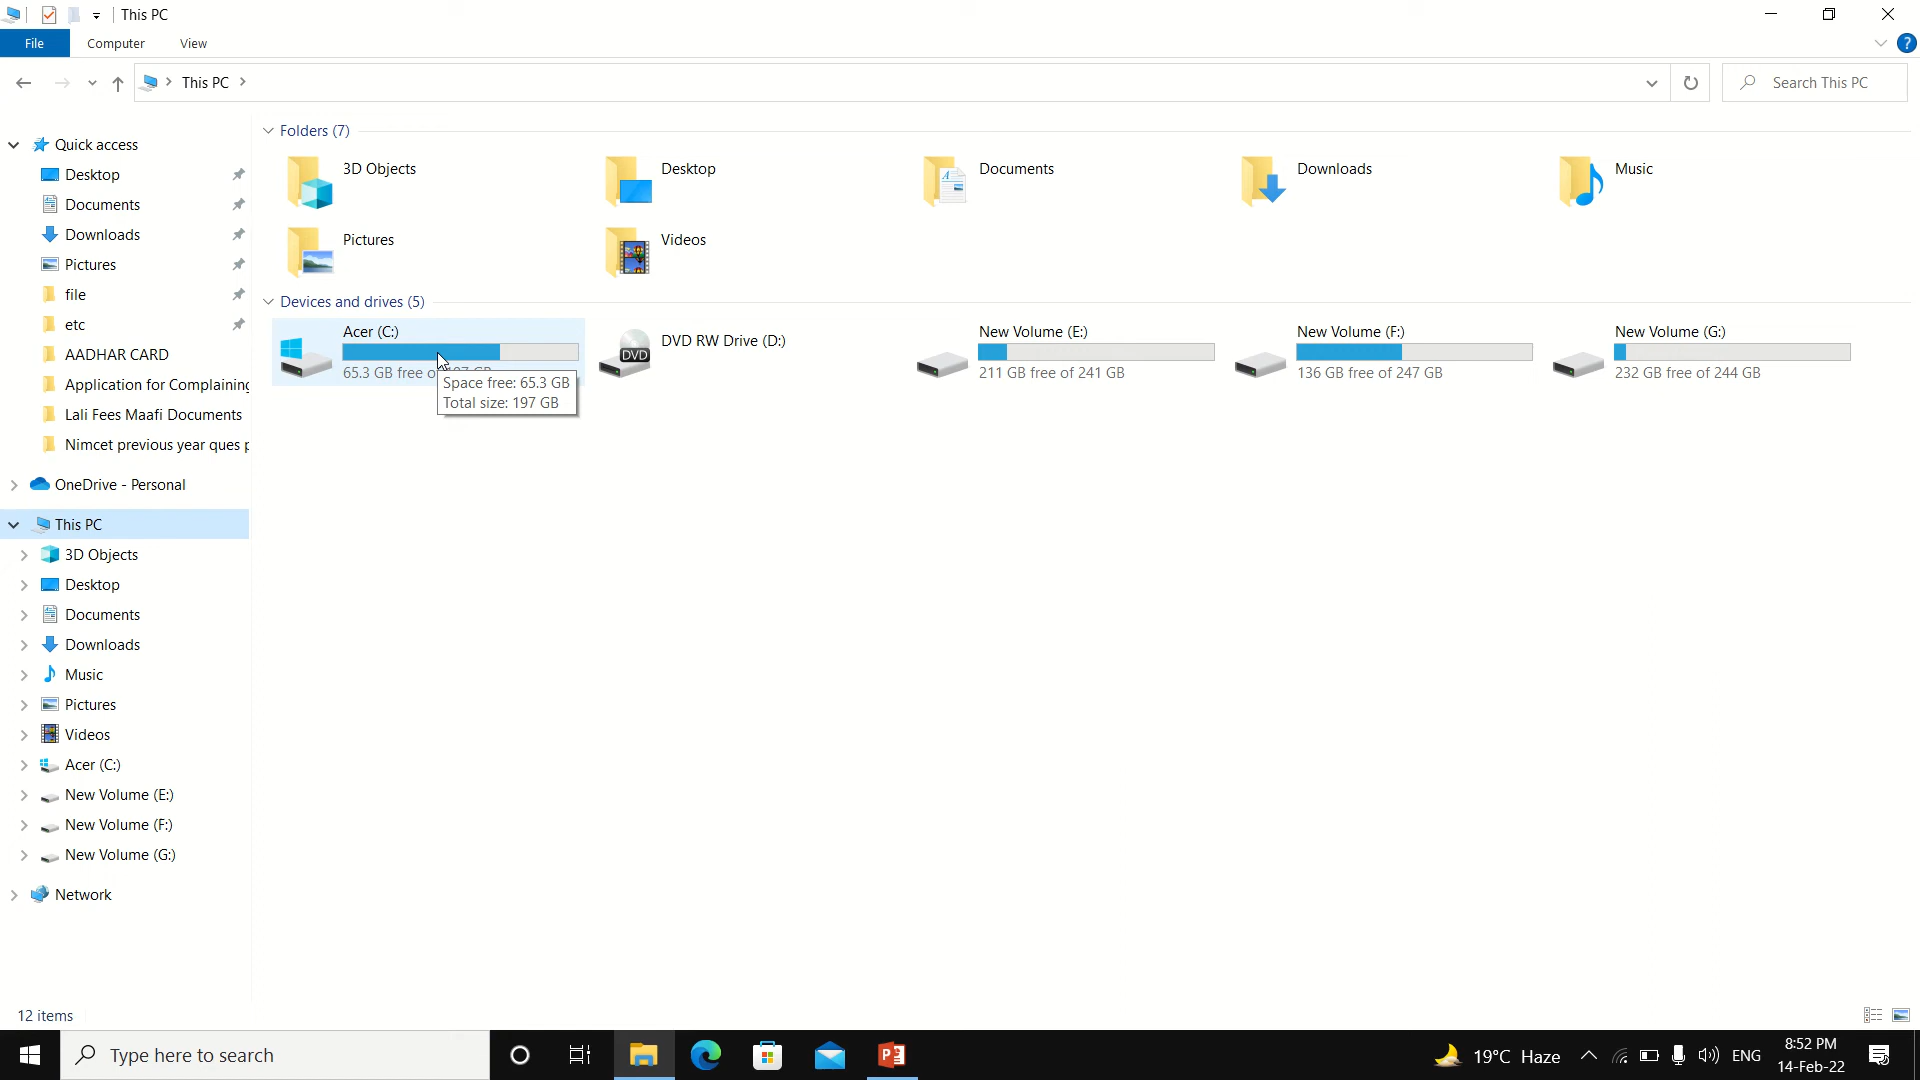 This PC
File Computer View
This PC
Search This PC
Quick access
Desktop
Documents
Downloads
Pictures
file
etc
AADHAR CARD
Application for Complaining
Lali Fees Maafi Documents
Nimcet previous year ques p
OneDrive - Personal
This PC
3D Objects
Desktop
Documents
Downloads
Music
Pictures
Videos
Acer (C:)
New Volume (E:)
New Volume (F:)
New Volume (G:)
Network
Folders (7)
3D Objects
Desktop
Documents
A
Downloads
Music
Pictures
Videos
Devices and drives (5)
Acer (C:)
65.3 GB free o
Space free: 65.3 GB
Total size: 197 GB
DVD
DVD RW Drive (D:)
New Volume (E:)
211 GB free of 241 GB
New Volume (F:)
136 GB free of 247 GB
New Volume (G:)
232 GB free of 244 GB
12 items
Type here to search
19°C Haze
ENG
8:52 PM
14-Feb-22